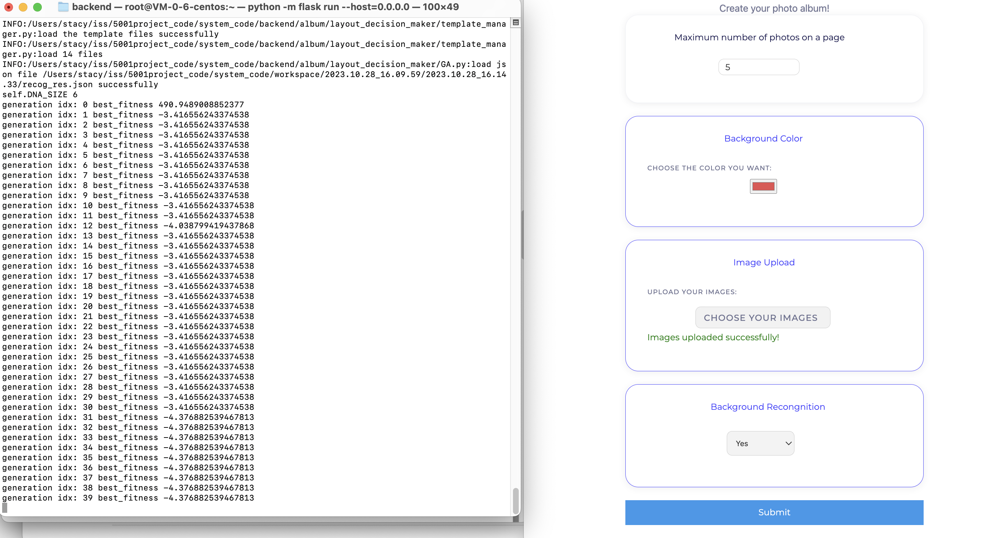 backend — root@VM-0-6-centos:~ — python -m flask run --host=0.0.0.0 — 100×49
INFO:/Users/stacy/iss/5001project_code/system_code/backend/album/layout_decision_maker/template_mana
ger.py:load the template files successfully
INFO:/Users/stacy/iss/5001project_code/system_code/backend/album/layout_decision_maker/template_mana
ger.py:load 14 files
INFO:/Users/stacy/iss/5001project_code/system_code/backend/album/layout_decision_maker/GA.py:load js
on file /Users/stacy/iss/5001project_code/system_code/workspace/2023.10.28_16.09.59/2023.10.28_16.14
.33/recog_res.json successfully
self.DNA_SIZE 6
generation idx: 0 best_fitness 490.9489008852377
generation idx: 1 best_fitness -3.416556243374538
generation idx: 2 best_fitness -3.416556243374538
generation idx: 3 best_fitness -3.416556243374538
generation idx: 4 best_fitness -3.416556243374538
generation idx: 5 best_fitness -3.416556243374538
generation idx: 6 best_fitness -3.416556243374538
generation idx: 7 best_fitness -3.416556243374538
generation idx: 8 best_fitness -3.416556243374538
generation idx: 9 best_fitness -3.416556243374538
generation idx: 10 best_fitness -3.416556243374538
generation idx: 11 best_fitness -3.416556243374538
generation idx: 12 best_fitness -4.038799419437868
generation idx: 13 best_fitness -3.416556243374538
generation idx: 14 best_fitness -3.416556243374538
generation idx: 15 best_fitness -3.416556243374538
generation idx: 16 best_fitness -3.416556243374538
generation idx: 17 best_fitness -3.416556243374538
generation idx: 18 best_fitness -3.416556243374538
generation idx: 19 best_fitness -3.416556243374538
generation idx: 20 best_fitness -3.416556243374538
generation idx: 21 best_fitness -3.416556243374538
generation idx: 22 best_fitness -3.416556243374538
generation idx: 23 best_fitness -3.416556243374538
generation idx: 24 best_fitness -3.416556243374538
generation idx: 25 best_fitness -3.416556243374538
generation idx: 26 best_fitness -3.416556243374538
generation idx: 27 best_fitness -3.416556243374538
generation idx: 28 best_fitness -3.416556243374538
generation idx: 29 best_fitness -3.416556243374538
generation idx: 30 best_fitness -3.416556243374538
generation idx: 31 best_fitness -4.376882539467813
generation idx: 32 best_fitness -4.376882539467813
generation idx: 33 best_fitness -4.376882539467813
generation idx: 34 best_fitness -4.376882539467813
generation idx: 35 best_fitness -4.376882539467813
generation idx: 36 best_fitness -4.376882539467813
generation idx: 37 best_fitness -4.376882539467813
generation idx: 38 best_fitness -4.376882539467813
generation idx: 39 best_fitness -4.376882539467813
Create your photo album!
Maximum number of photos on a page
5
Background Color
CHOOSE THE COLOR YOU WANT:
Image Upload
UPLOAD YOUR IMAGES:
CHOOSE YOUR IMAGES
Images uploaded successfully!
Background Recongnition
Yes
Submit